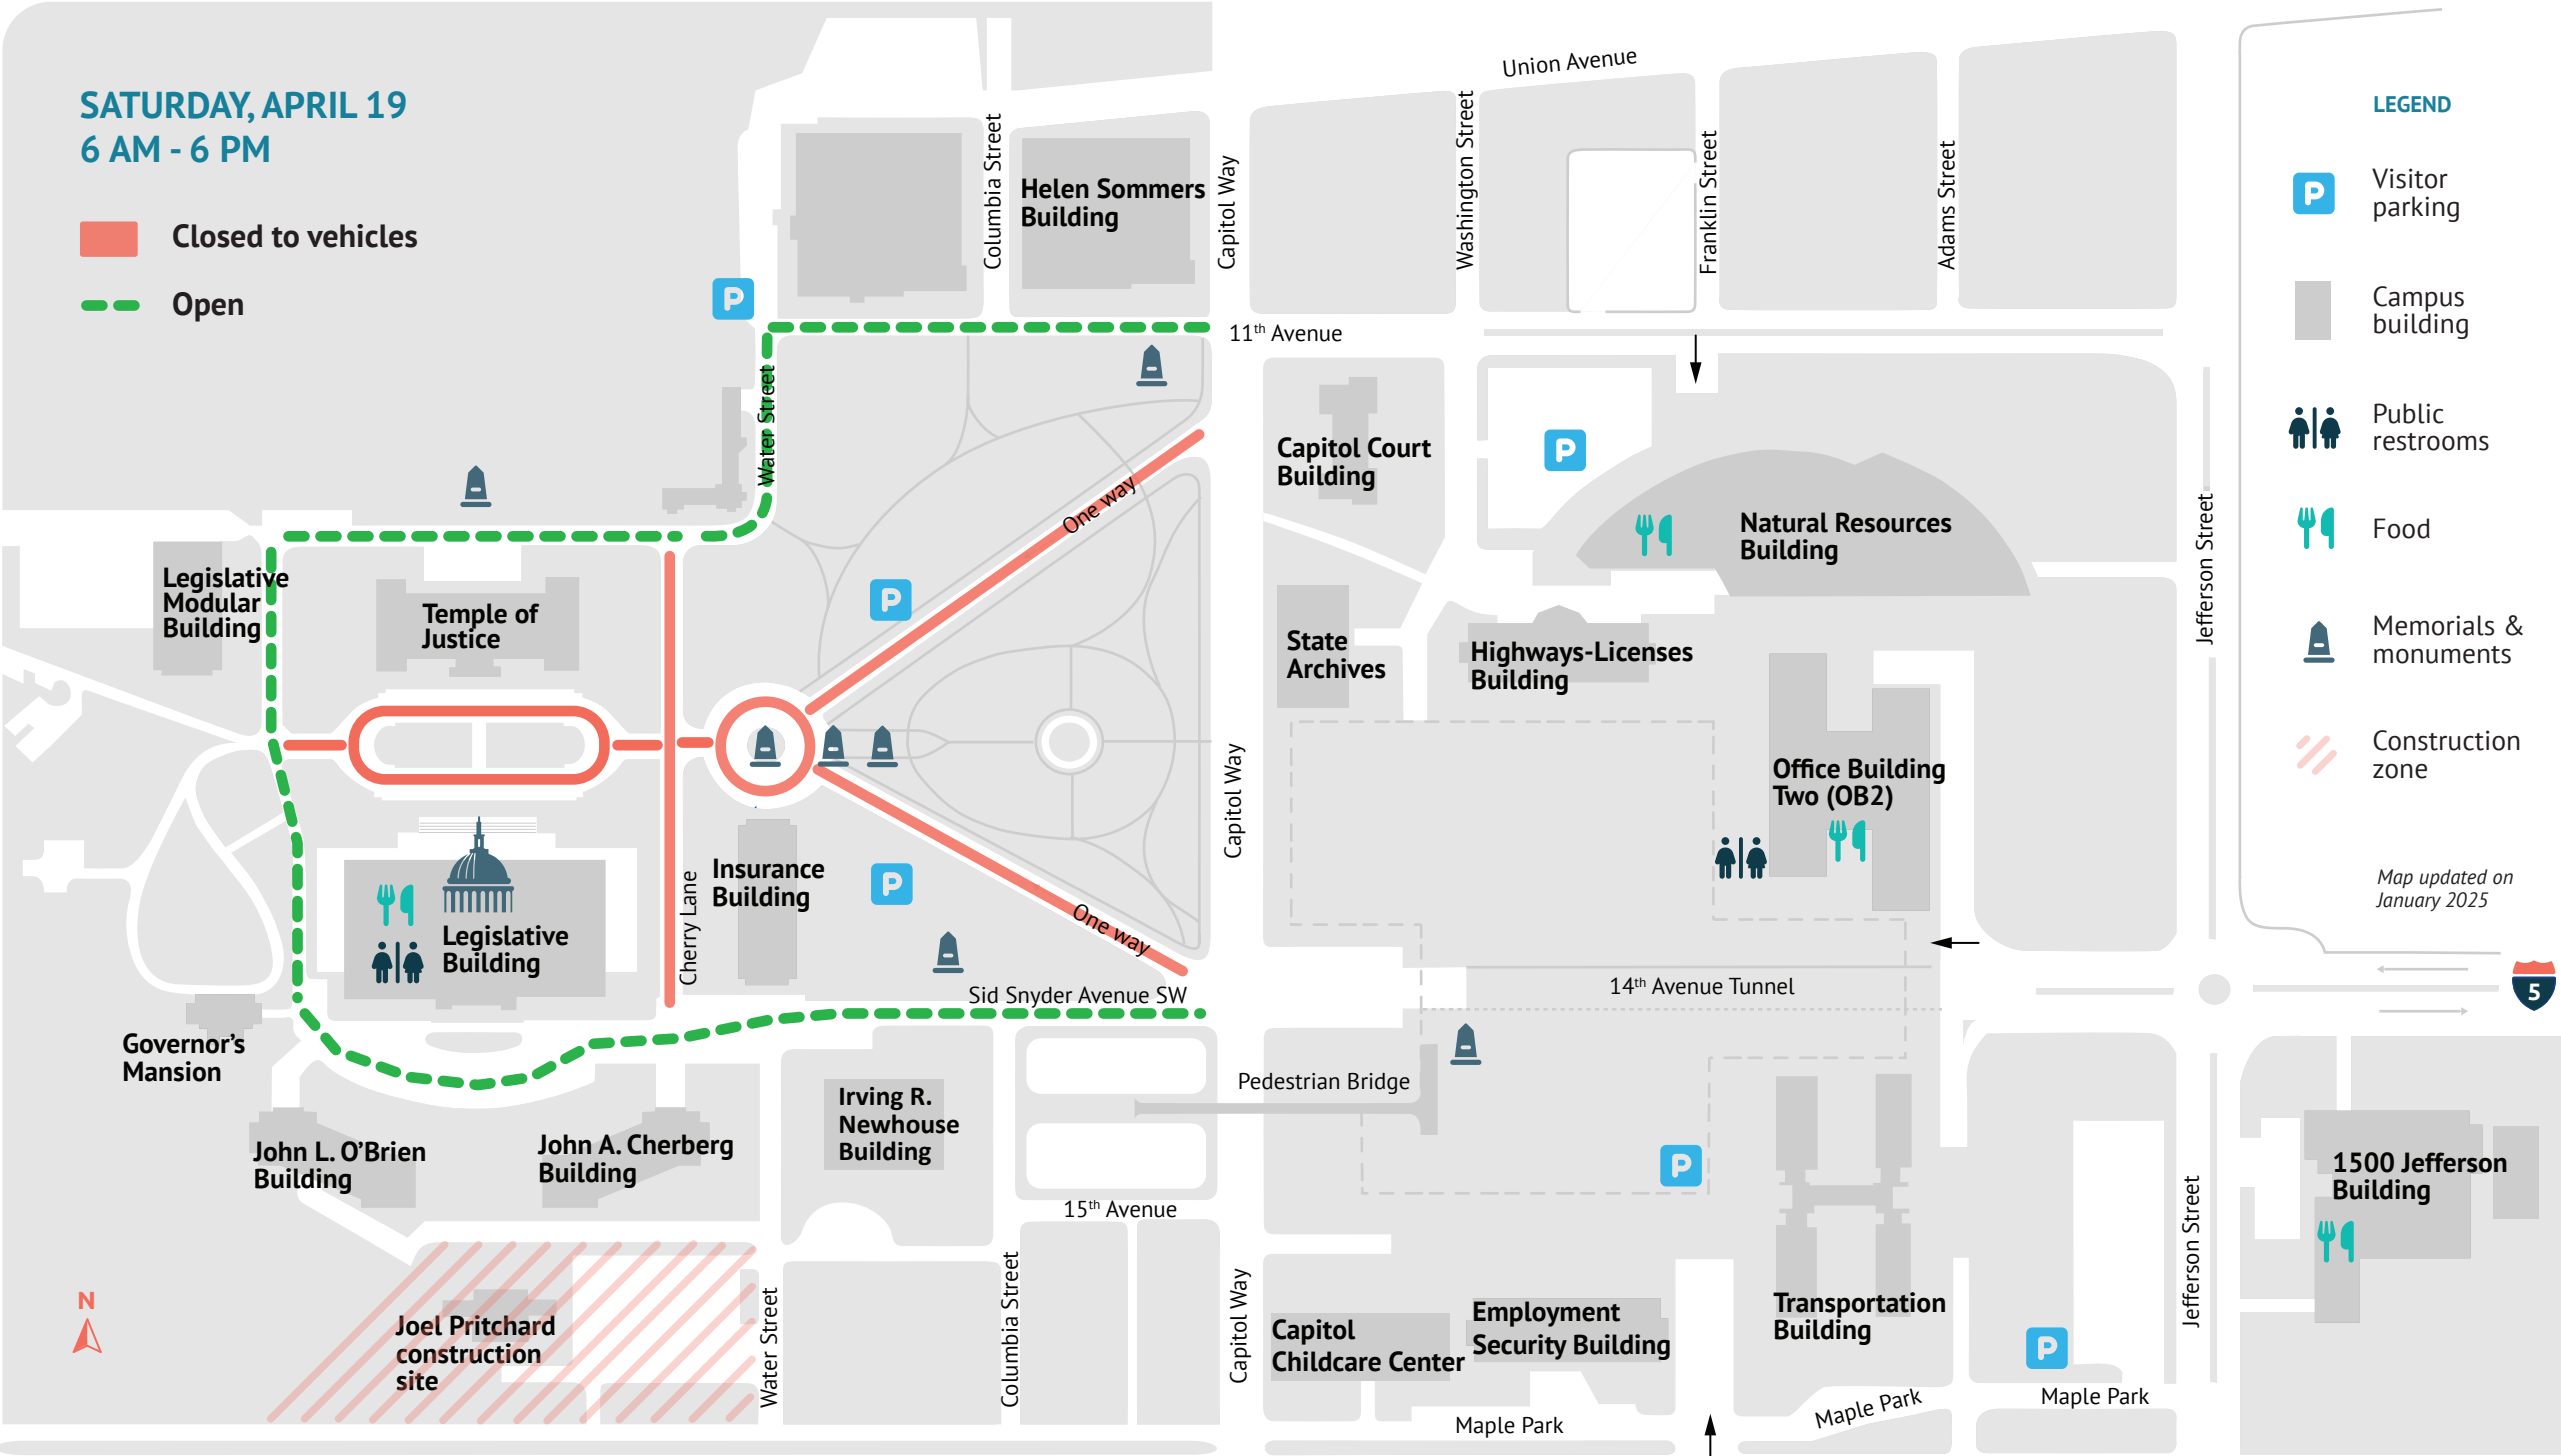 SATURDAY, APRIL 19
6 AM - 6 PM
Closed to vehicles
Open
Union Avenue
Columbia Street
Helen Sommers
Building
Capitol Way
Washington Street
Franklin Street
Adams Street
LEGEND
P
Visitor
parking
Campus
building
Public
restrooms
Food
Memorials &
monuments
Construction
zone
Map updated on
January 2025
P
11th Avenue
Water Street
One way
Capitol Court
Building
P
Natural Resources
Building
Jefferson Street
Legislative
Modular
Building
Temple of
Justice
P
State
Archives
Highways-Licenses
Building
Office Building
Two (OB2)
Capitol Way
Insurance
Building
P
Cherry Lane
One way
Legislative
Building
Sid Snyder Avenue SW
14th Avenue Tunnel
5
Governor's
Mansion
Pedestrian Bridge
John L. O'Brien
Building
John A. Cherberg
Building
Irving R.
Newhouse
Building
P
1500 Jefferson
Building
15th Avenue
Jefferson Street
N
Joel Pritchard
construction
site
Water Street
Columbia Street
Capitol Way
Capitol
Childcare Center
Employment
Security Building
Transportation
Building
P
Maple Park
Maple Park
Maple Park